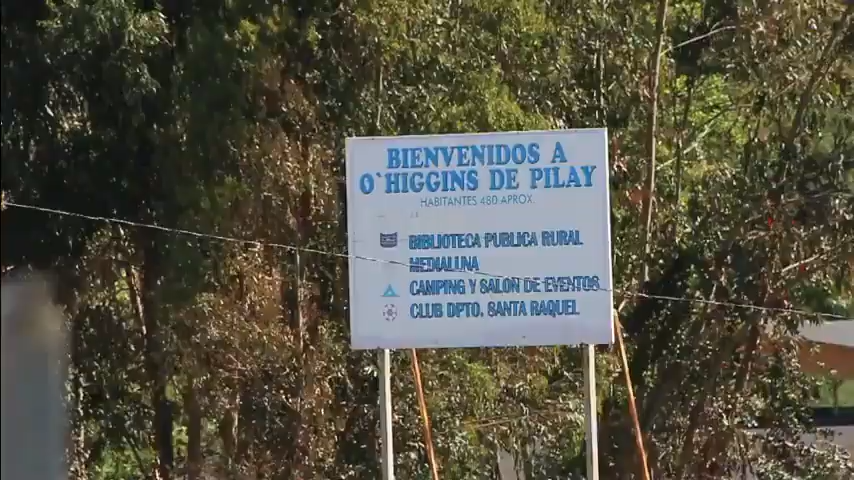 BIENVENIDOS A
O`HIGGINS DE PILAY
HABITANTES 480 APROX.
BIBLIOTECA PUBLICA RURAL
MEDIALUNA
CAMPING Y SALON DE EVENTOS
CLUB DPTO. SANTA RAQUEL